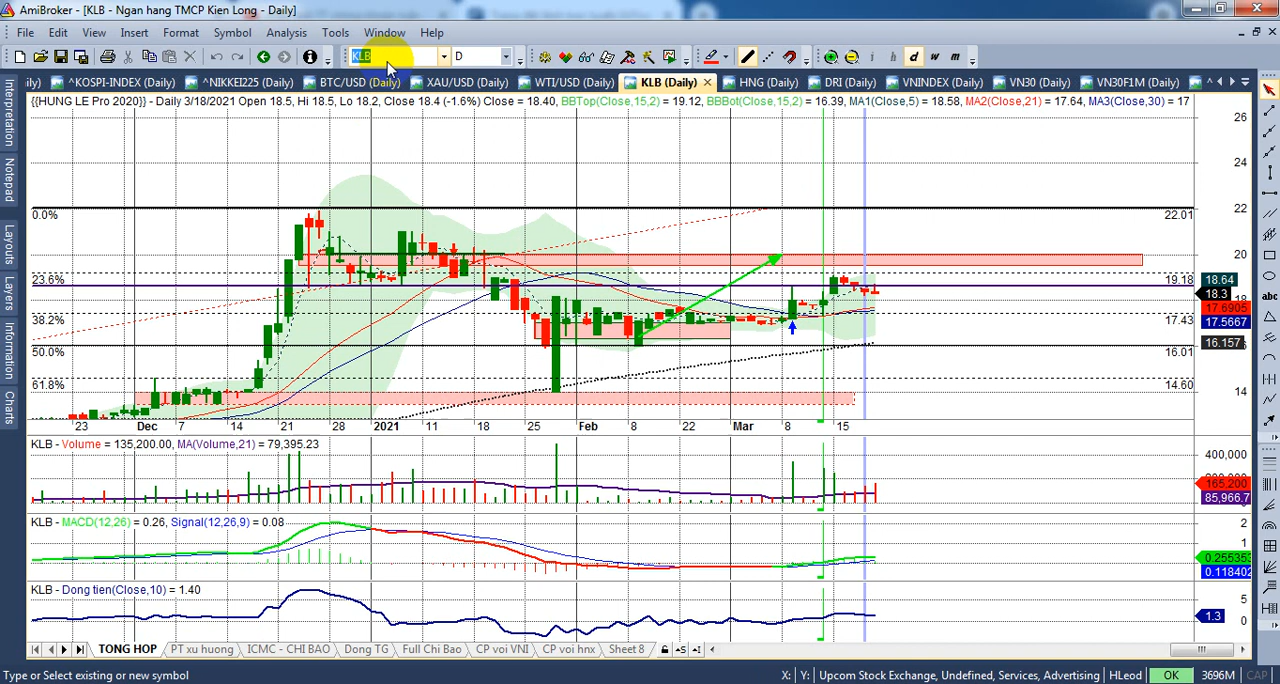 AmiBroker - [KLB - Ngan hang TMCP Kien Long - Daily]
File Edit View Insert Format Symbol Analysis Tools Window Help
KLB D i h d w m
ily) ^KOSPI-INDEX (Daily) ^NIKKEI225 (Daily) BTC/USD (Daily) XAU/USD (Daily) WTI/USD (Daily) KLB (Daily) HNG (Daily) DRI (Daily) VNINDEX (Daily) VN30 (Daily) VN30F1M (Daily)
{{HUNG LE Pro 2020}} - Daily 3/18/2021 Open 18.5, Hi 18.5, Lo 18.2, Close 18.4 (-1.6%) Close = 18.40, BBTop(Close,15,2) = 19.12, BBBot(Close,15,2) = 16.39, MA1(Close,5) = 18.58, MA2(Close,21) = 17.64, MA3(Close,30) = 17
Interpretation
Notepad
Layouts
Layers
Information
Charts
abc
26
24
22
0.0% 22.01
20
23.6% 19.18
18.64
18.3
17.6905
38.2% 17.43
17.5667
50.0% 16.01
16.157
61.8% 14.60
14
23 Dec 7 14 21 28 2021 11 18 25 Feb 8 22 Mar 8 15
KLB - Volume = 135,200.00, MA(Volume,21) = 79,395.23
400,000
165,200
85,966.7
KLB - MACD(12,26) = 0.26, Signal(12,26,9) = 0.08
2
1
0.255353
0.118402
KLB - Dong tien(Close,10) = 1.40
5
1.3
0
TONG HOP PT xu huong ICMC - CHI BAO Dong TG Full Chi Bao CP voi VNI CP voi hnx Sheet 8
Type or Select existing or new symbol X: Y: Upcom Stock Exchange, Undefined, Services, Advertising HLeod OK 3696M CAP